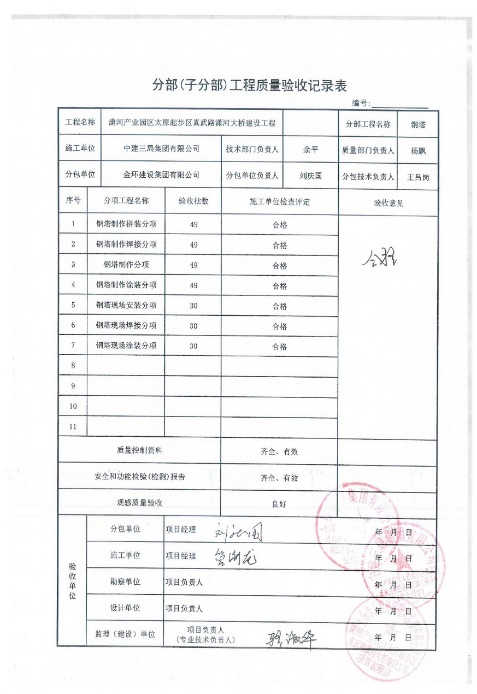 分部(子分部)工程质量验收记录表
编号:
工程名称 潇河产业园区太原起步区真武路潇河大桥建设工程 分部工程名称 钢塔
施工单位 中建三局集团有限公司 技术部门负责人 余平 质量部门负责人 杨飘
分包单位 金环建设集团有限公司 分包单位负责人 刘庆国 分包技术负责人 王吕岗
序号 分项工程名称 验收批数 施工单位检查评定 验收意见
1 钢塔制作拼装分项 49 合格
2 钢塔制作焊接分项 49 合格
合格
3 钢塔制作分项 49 合格
4 钢塔制作涂装分项 49 合格
5 钢塔现场安装分项 30 合格
6 钢塔现场焊接分项 30 合格
7 钢塔现场涂装分项 30 合格
8
9
10
11
质量控制资料 齐全、有效
安全和功能检验(检测)报告 齐全、有效
观感质量验收 良好
验收单位
分包单位 项目经理 年 月 日
施工单位 项目经理 年 月 日
勘察单位 项目负责人 年 月 日
设计单位 项目负责人 年 月 日
监理(建设)单位 项目负责人 年 月 日
(专业技术负责人)